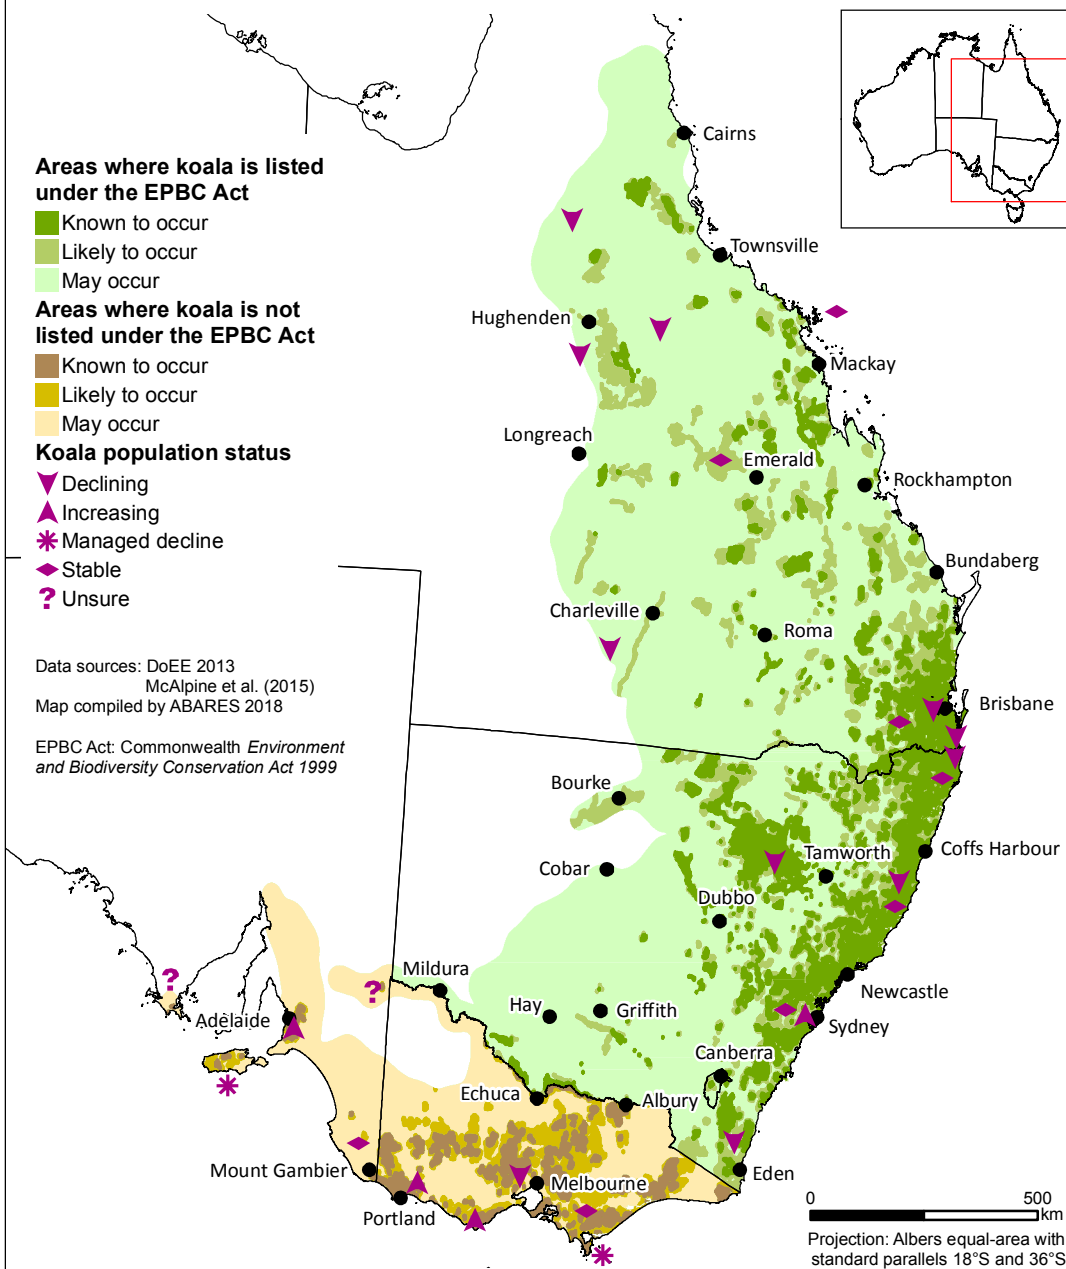 Areas where koala is listed
under the EPBC Act
Known to occur
Likely to occur
May occur
Areas where koala is not
listed under the EPBC Act
Known to occur
Likely to occur
May occur
Koala population status
Declining
Increasing
Managed decline
Stable
? Unsure
Data sources: DoEE 2013
McAlpine et al. (2015)
Map compiled by ABARES 2018
EPBC Act: Commonwealth Environment
and Biodiversity Conservation Act 1999
Cairns
Townsville
Hughenden
Mackay
Longreach
Emerald
Rockhampton
Bundaberg
Charleville
Roma
Brisbane
Bourke
Cobar
Tamworth
Coffs Harbour
Dubbo
Mildura
?
?
Hay
Griffith
Newcastle
Adelaide
Sydney
Canberra
Echuca
Albury
Mount Gambier
Melbourne
Eden
Portland
0 500
km
Projection: Albers equal-area with
standard parallels 18°S and 36°S